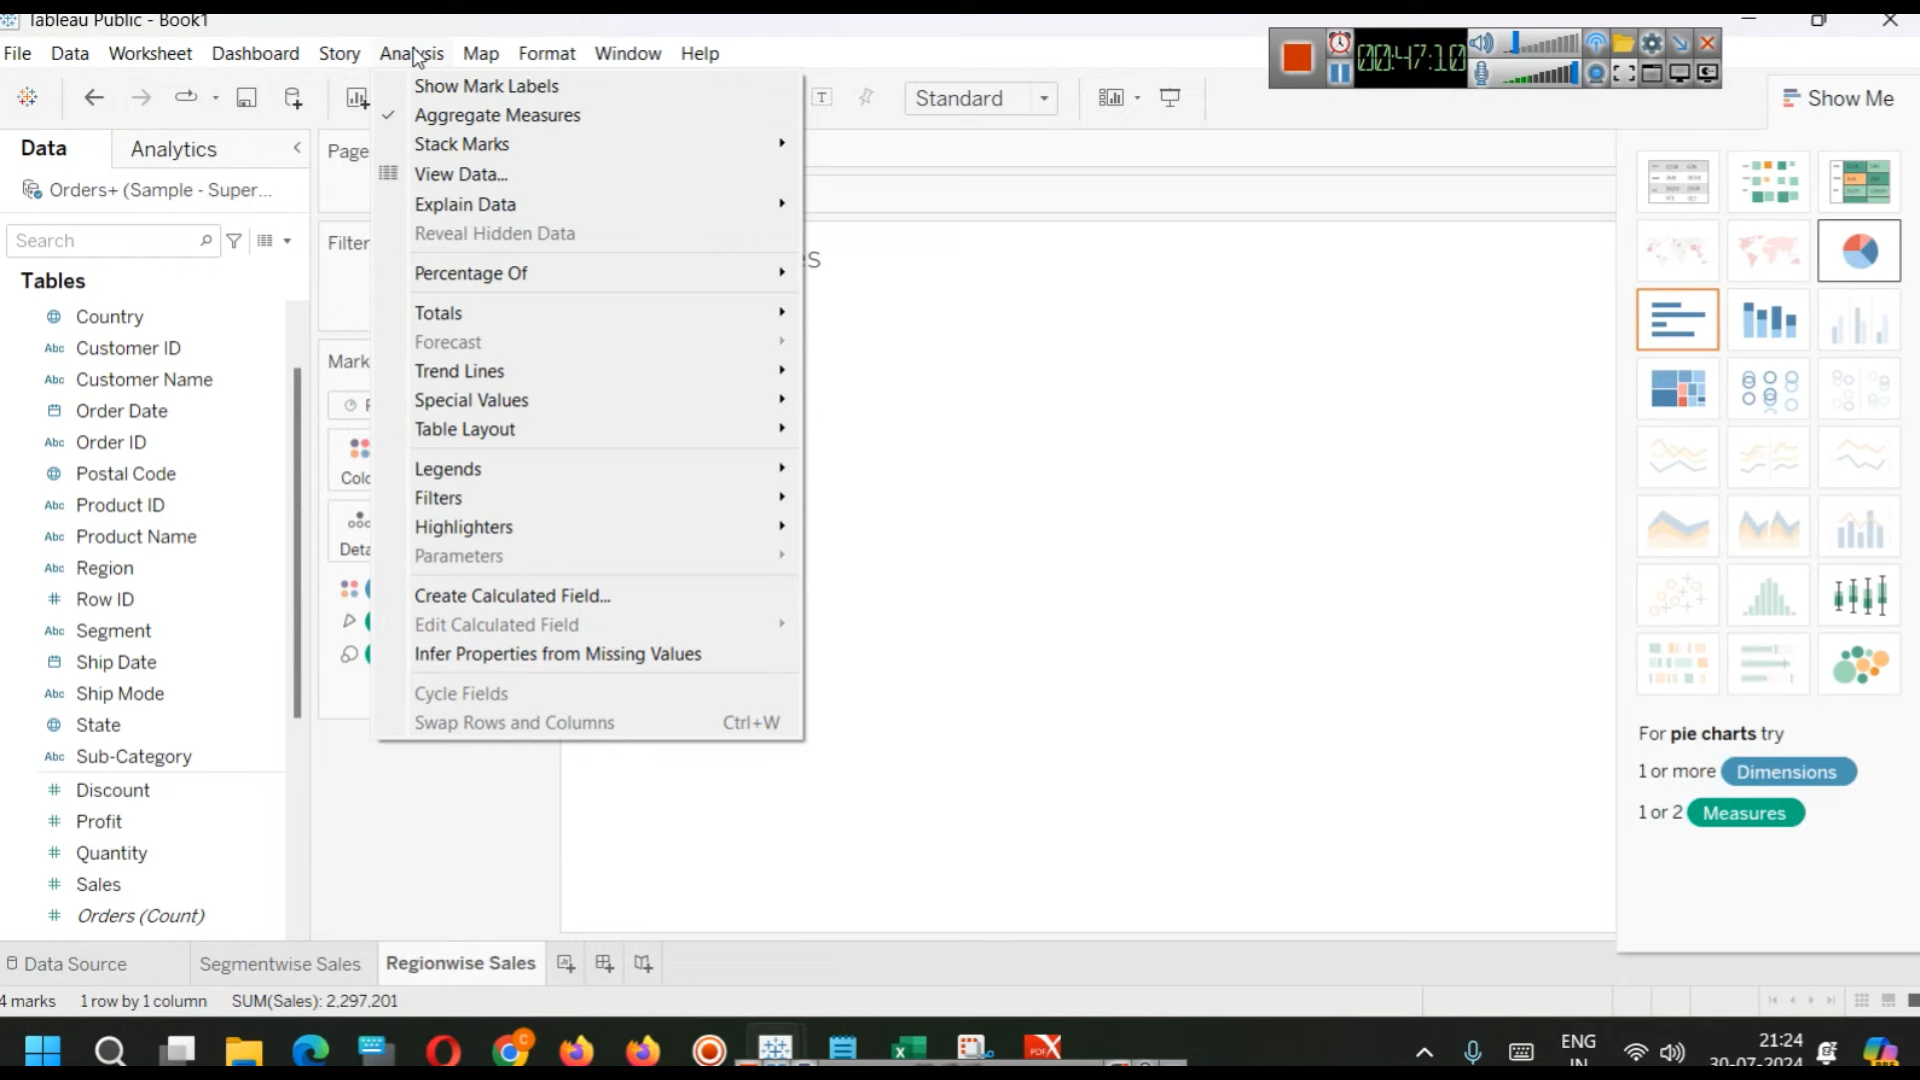 Tableau Public - Book1
File Data Worksheet Dashboard Story Analysis Map Format Window Help
00:47:10
Standard
Show Me
Data
Analytics
Orders+ (Sample - Super...
Search
Tables
Country
Customer ID
Customer Name
Order Date
Order ID
Postal Code
Product ID
Product Name
Region
Row ID
Segment
Ship Date
Ship Mode
State
Sub-Category
Discount
Profit
Quantity
Sales
Orders (Count)
Page
Filter
Mark
Colo
Deta
Show Mark Labels
Aggregate Measures
Stack Marks
View Data...
Explain Data
Reveal Hidden Data
Percentage Of
Totals
Forecast
Trend Lines
Special Values
Table Layout
Legends
Filters
Highlighters
Parameters
Create Calculated Field...
Edit Calculated Field
Infer Properties from Missing Values
Cycle Fields
Swap Rows and Columns Ctrl+W
es
For pie charts try
1 or more Dimensions
1 or 2 Measures
Data Source
Segmentwise Sales
Regionwise Sales
4 marks 1 row by 1 column SUM(Sales): 2,297,201
ENG
IN
21:24
30-07-2024